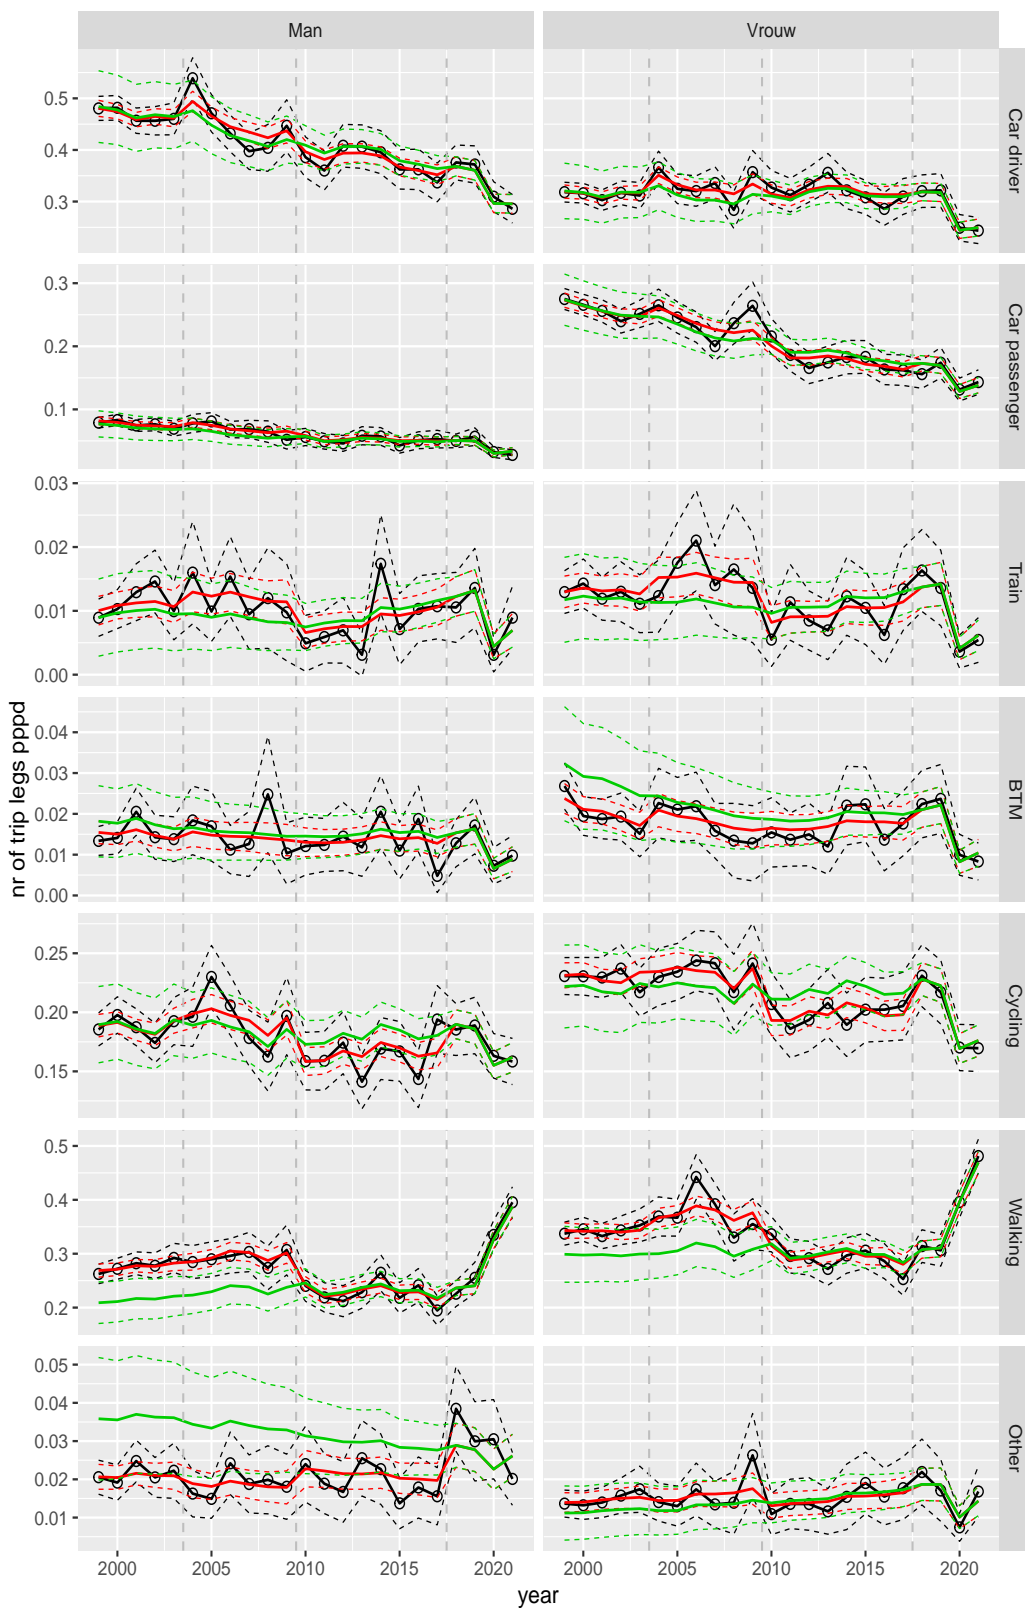 Man Vrouw
0.5
0.4
0.3
Car driver
0.3
0.2
0.1
Car passenger
0.03
0.02
0.01
0.00
Train
0.04
0.03
0.02
0.01
0.00
BTM
0.25
0.20
0.15
Cycling
0.5
0.4
0.3
0.2
Walking
0.05
0.04
0.03
0.02
0.01
Other
nr of trip legs pppd
2000 2005 2010 2015 2020 2000 2005 2010 2015 2020
year